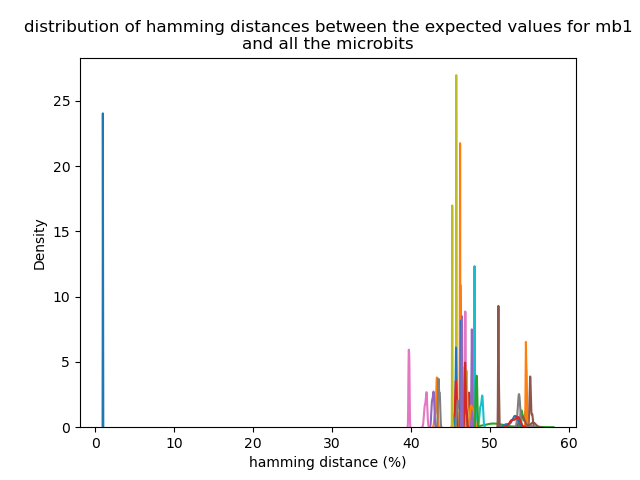 distribution of hamming distances between the expected values for mb1
and all the microbits
Density
25
20
15
10
5
0
0 10 20 30 40 50 60
hamming distance (%)